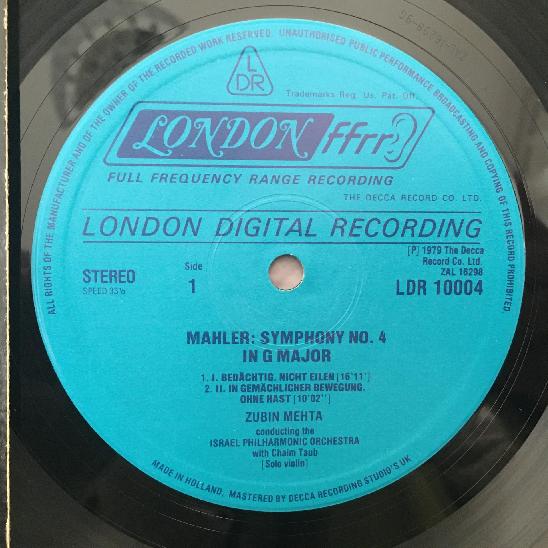 ALL RIGHTS OF THE MANUFACTURER AND OF THE OWNER OF THE RECORDED WORK RESERVED. UNAUTHORISED PUBLIC PERFORMANCE BROADCASTING AND COPYING OF THIS RECORD PROHIBITED.
L
DR
Trademarks Reg. Us. Pat. Off.
LONDON ffrr
FULL FREQUENCY RANGE RECORDING
THE DECCA RECORD CO. LTD.
LONDON DIGITAL RECORDING
[P] 1979 The Decca
Record Co. Ltd.
ZAL 16298
STEREO
SPEED 33⅓
Side
1
LDR 10004
MAHLER: SYMPHONY NO. 4
IN G MAJOR
1. I. BEDÄCHTIG. NICHT EILEN [16'11"]
2. II. IN GEMÄCHLICHER BEWEGUNG.
OHNE HAST [10'02"]
ZUBIN MEHTA
conducting the
ISRAEL PHILHARMONIC ORCHESTRA
with Chaim Taub
[Solo violin]
MADE IN HOLLAND, MASTERED BY DECCA RECORDING STUDIO'S UK